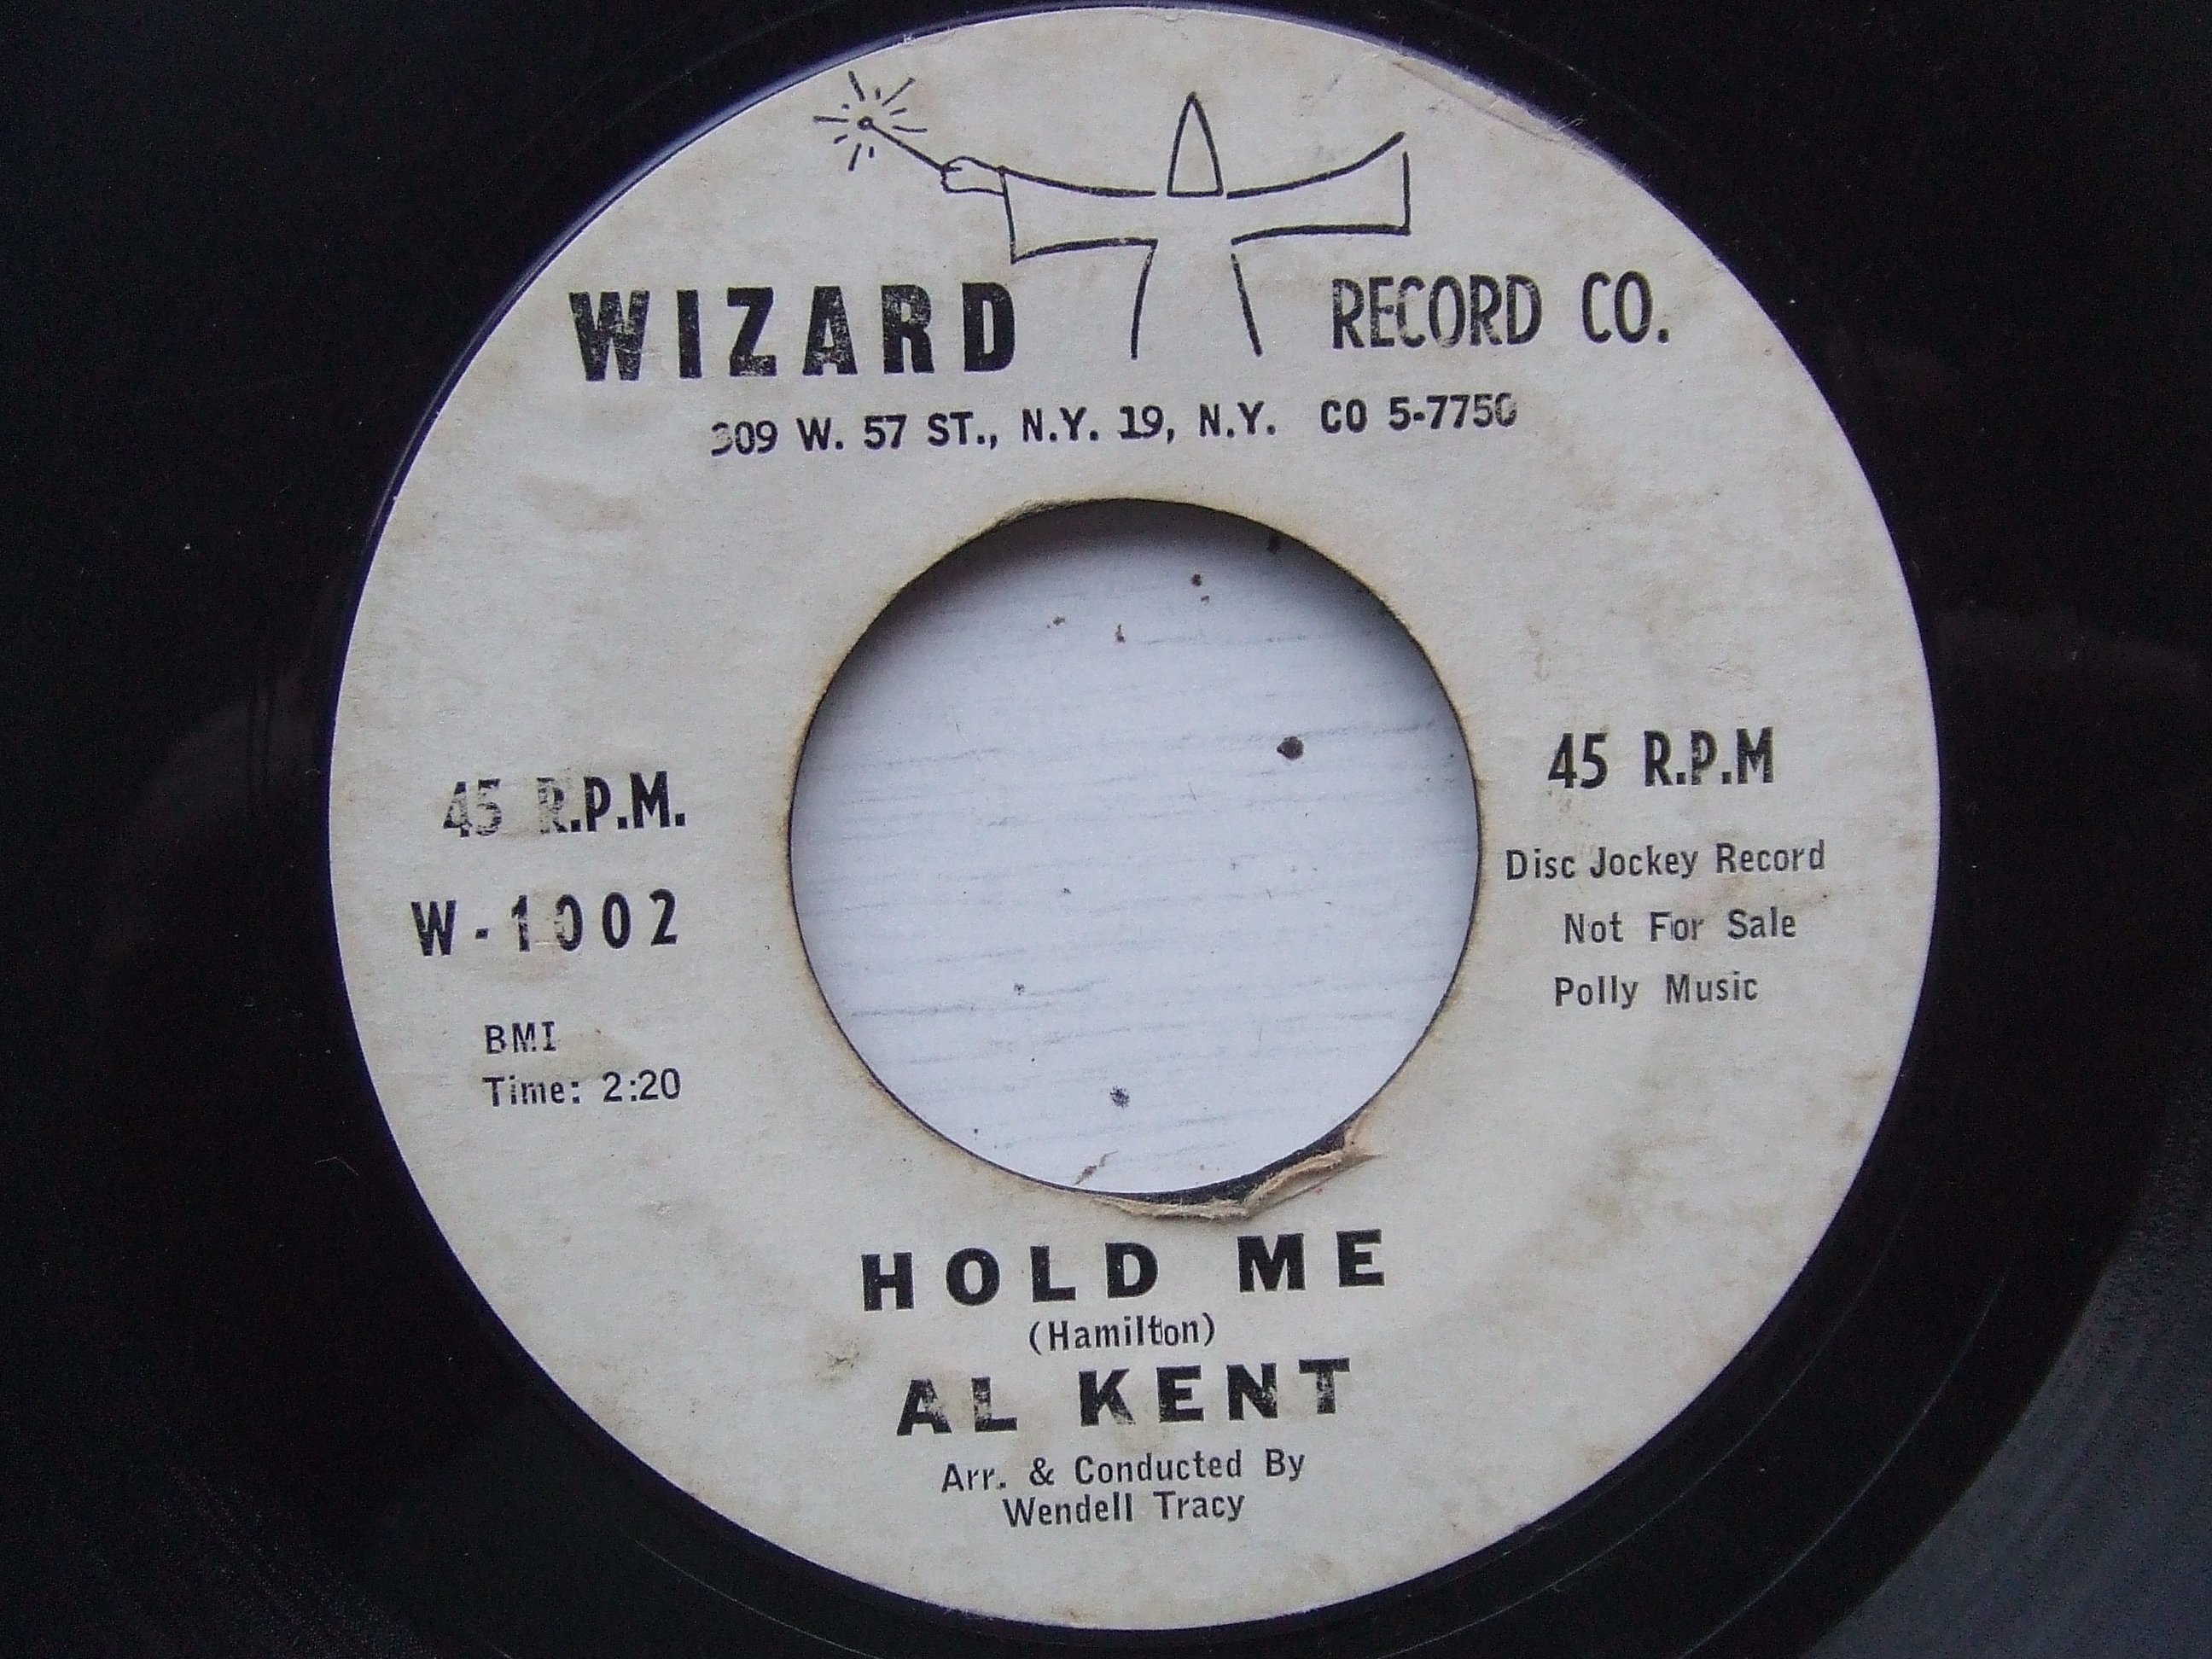 WIZARD RECORD CO.
309 W. 57 ST., N.Y. 19, N.Y. CO 5-7750
45 R.P.M.
W-1002
BMI
Time: 2:20
45 R.P.M
Disc Jockey Record
Not For Sale
Polly Music
HOLD ME
(Hamilton)
AL KENT
Arr. & Conducted By
Wendell Tracy